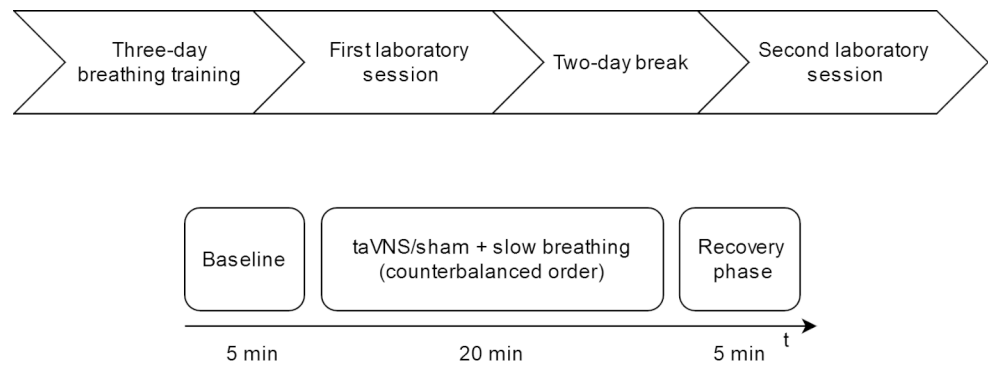 Three-day
breathing training
First laboratory
session
Two-day break
Second laboratory
session
Baseline
taVNS/sham + slow breathing
(counterbalanced order)
Recovery
phase
t
5 min
20 min
5 min